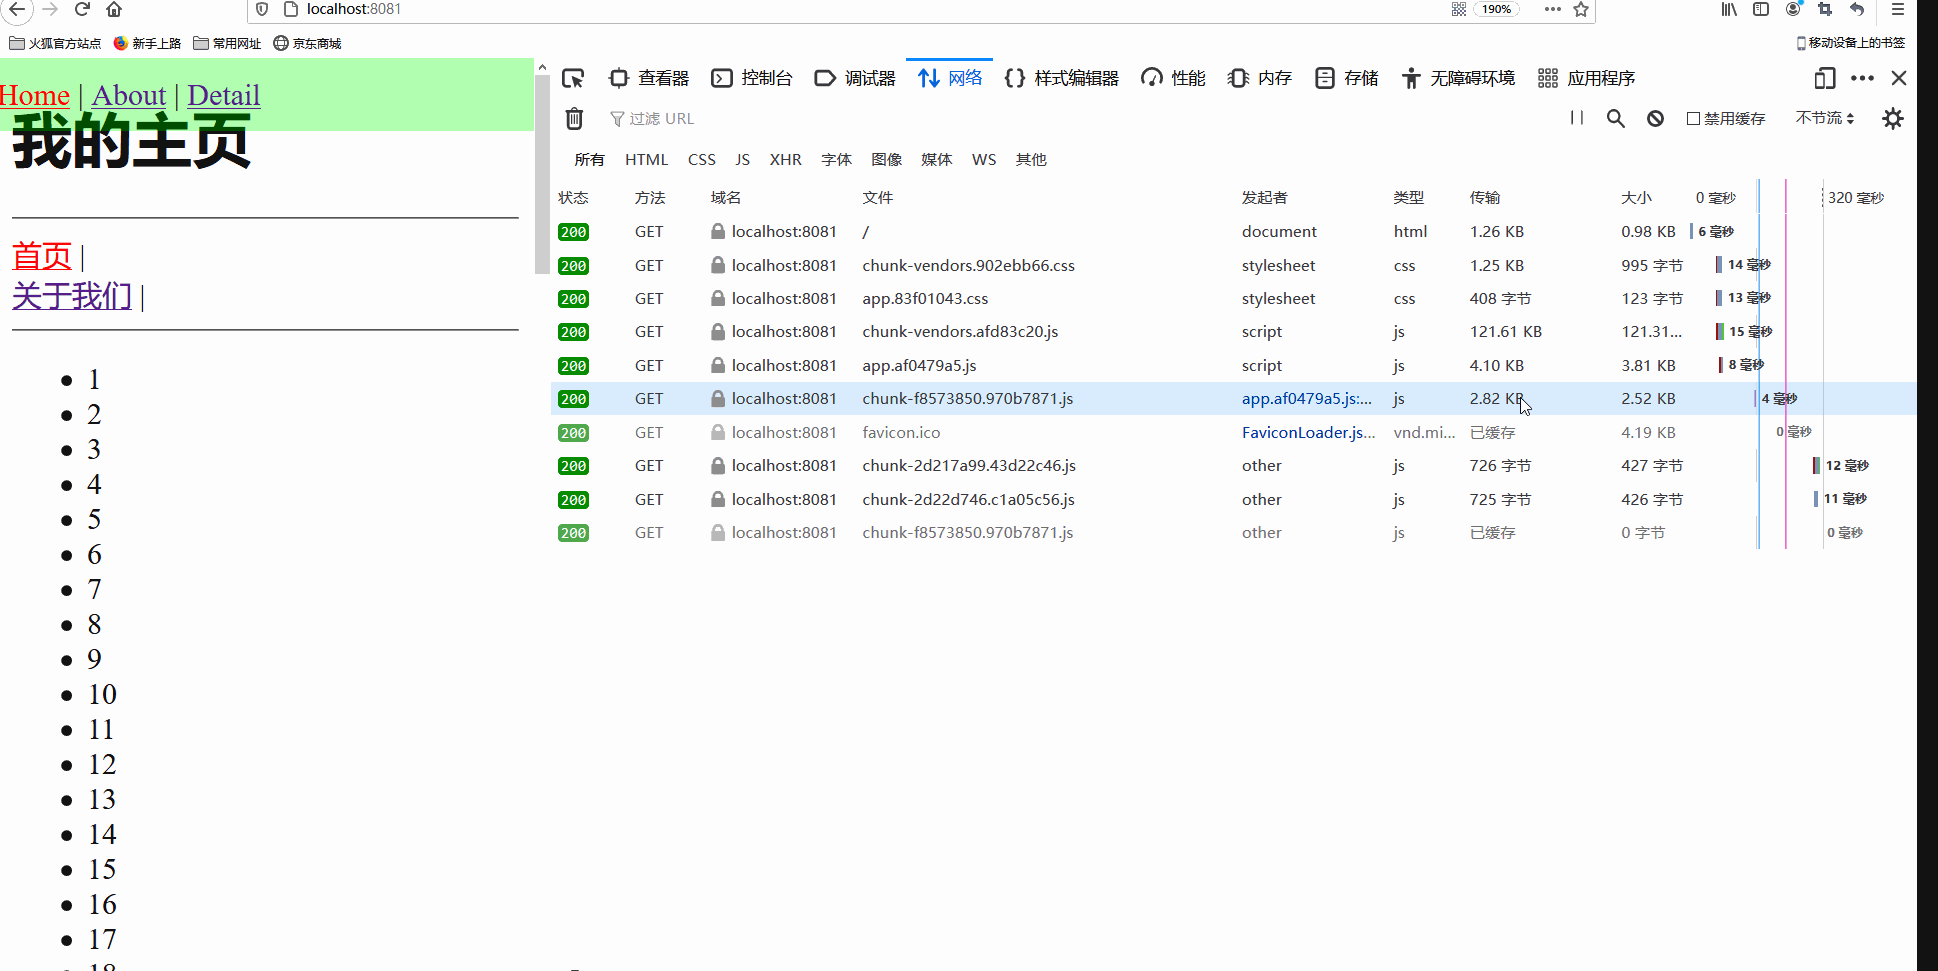 localhost:8081
190%
火狐官方站点 新手上路 常用网址 京东商城
移动设备上的书签
Home | About | Detail
我的主页
首页 |
关于我们 |
1
2
3
4
5
6
7
8
9
10
11
12
13
14
15
16
17
18
查看器 控制台 调试器 网络 样式编辑器 性能 内存 存储 无障碍环境 应用程序
过滤 URL
禁用缓存 不节流
所有 HTML CSS JS XHR 字体 图像 媒体 WS 其他
状态 方法 域名 文件 发起者 类型 传输 大小 0 毫秒 320 毫秒
200 GET localhost:8081 / document html 1.26 KB 0.98 KB 6 毫秒
200 GET localhost:8081 chunk-vendors.902ebb66.css stylesheet css 1.25 KB 995 字节 14 毫秒
200 GET localhost:8081 app.83f01043.css stylesheet css 408 字节 123 字节 13 毫秒
200 GET localhost:8081 chunk-vendors.afd83c20.js script js 121.61 KB 121.31... 15 毫秒
200 GET localhost:8081 app.af0479a5.js script js 4.10 KB 3.81 KB 8 毫秒
200 GET localhost:8081 chunk-f8573850.970b7871.js app.af0479a5.js:... js 2.82 KB 2.52 KB 4 毫秒
200 GET localhost:8081 favicon.ico FaviconLoader.js... vnd.mi... 已缓存 4.19 KB 0 毫秒
200 GET localhost:8081 chunk-2d217a99.43d22c46.js other js 726 字节 427 字节 12 毫秒
200 GET localhost:8081 chunk-2d22d746.c1a05c56.js other js 725 字节 426 字节 11 毫秒
200 GET localhost:8081 chunk-f8573850.970b7871.js other js 已缓存 0 字节 0 毫秒